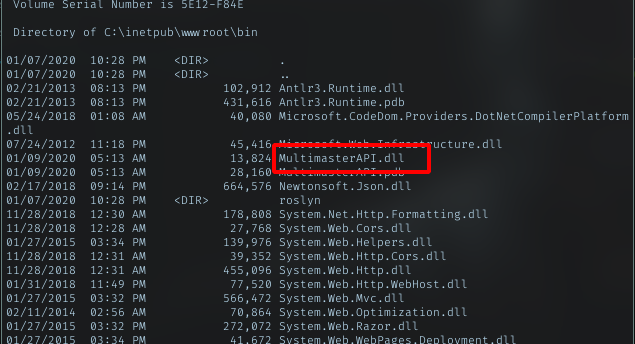 Volume Serial Number is 5E12-F84E
Directory of C:\inetpub\wwwroot\bin
01/07/2020 10:28 PM <DIR> .
01/07/2020 10:28 PM <DIR> ..
02/21/2013 08:13 PM 102,912 Antlr3.Runtime.dll
02/21/2013 08:13 PM 431,616 Antlr3.Runtime.pdb
05/24/2018 01:08 AM 40,080 Microsoft.CodeDom.Providers.DotNetCompilerPlatform
.dll
07/24/2012 11:18 PM 45,416 Microsoft.Web.Infrastructure.dll
01/09/2020 05:13 AM 13,824 MultimasterAPI.dll
01/09/2020 05:13 AM 28,160 MultimasterAPI.pdb
02/17/2018 09:14 PM 664,576 Newtonsoft.Json.dll
01/07/2020 10:28 PM <DIR> roslyn
11/28/2018 12:30 AM 178,808 System.Net.Http.Formatting.dll
11/28/2018 12:28 AM 27,768 System.Web.Cors.dll
01/27/2015 03:34 PM 139,976 System.Web.Helpers.dll
11/28/2018 12:31 AM 39,352 System.Web.Http.Cors.dll
11/28/2018 12:31 AM 455,096 System.Web.Http.dll
01/31/2018 11:49 PM 77,520 System.Web.Http.WebHost.dll
01/27/2015 03:32 PM 566,472 System.Web.Mvc.dll
02/11/2014 02:56 AM 70,864 System.Web.Optimization.dll
01/27/2015 03:32 PM 272,072 System.Web.Razor.dll
01/27/2015 03:34 PM 41,672 System.Web.WebPages.Deployment.dll